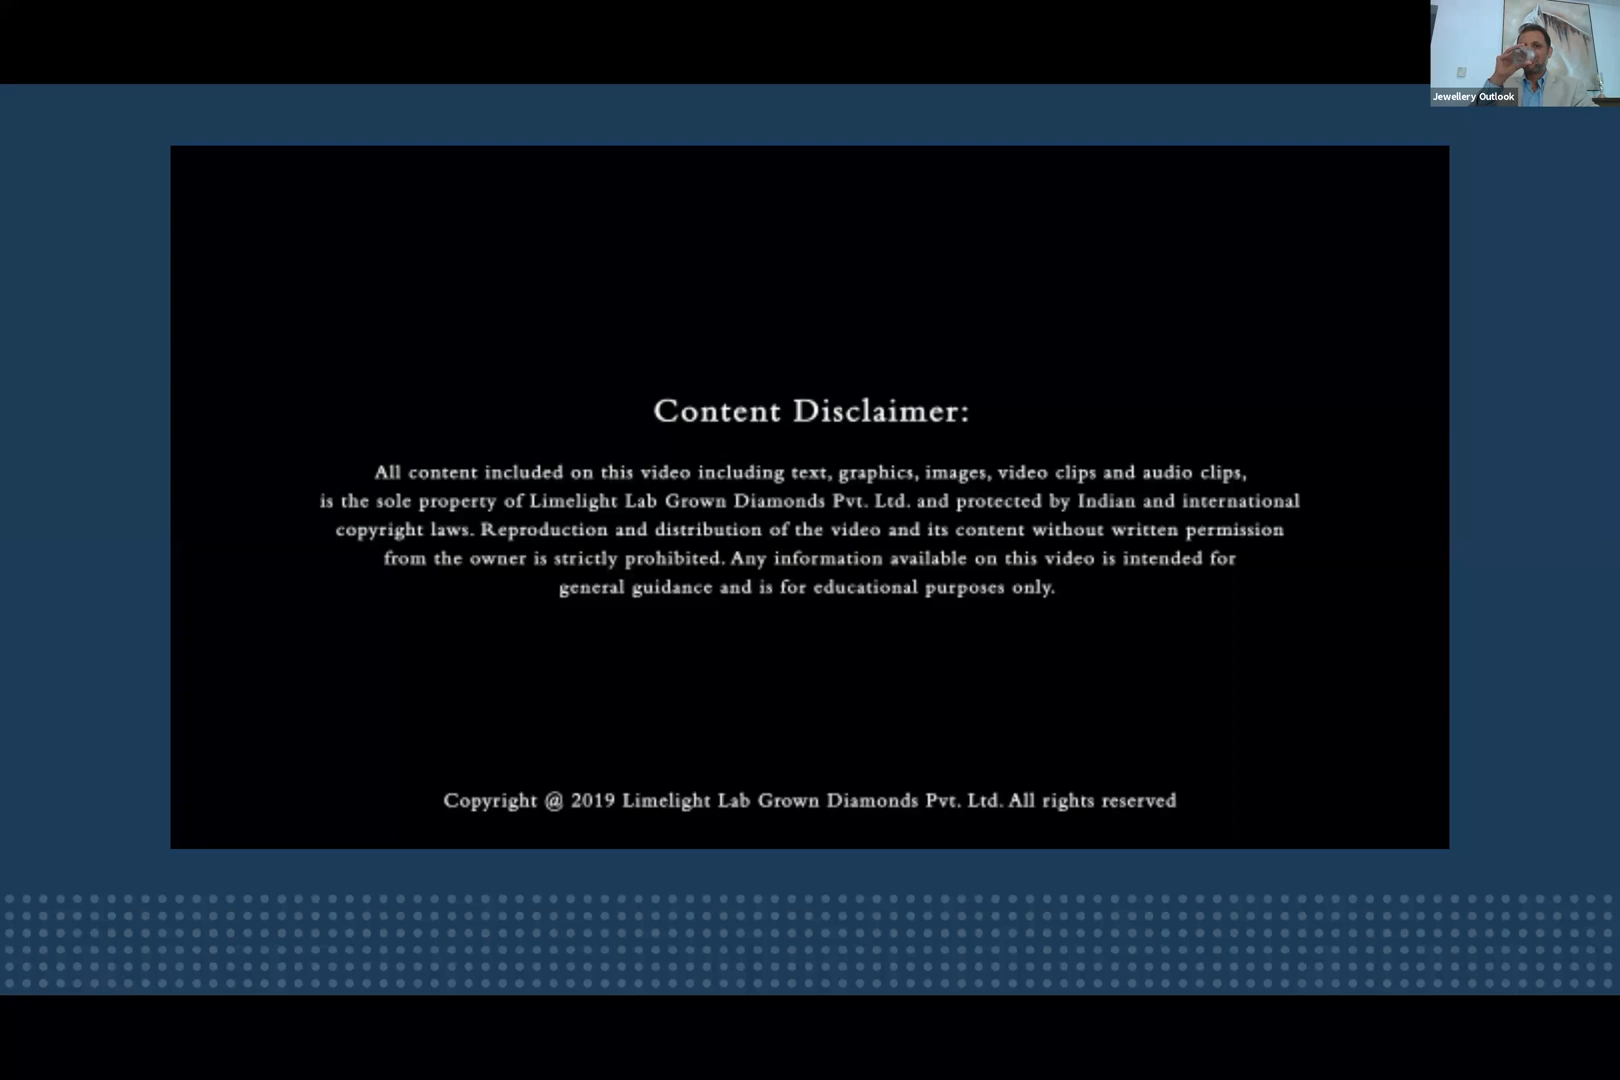 Jewellery Outlook
Content Disclaimer:
All content included on this video including text, graphics, images, video clips and audio clips,
is the sole property of Limelight Lab Grown Diamonds Pvt. Ltd. and protected by Indian and international
copyright laws. Reproduction and distribution of the video and its content without written permission
from the owner is strictly prohibited. Any information available on this video is intended for
general guidance and is for educational purposes only.
Copyright @ 2019 Limelight Lab Grown Diamonds Pvt. Ltd. All rights reserved